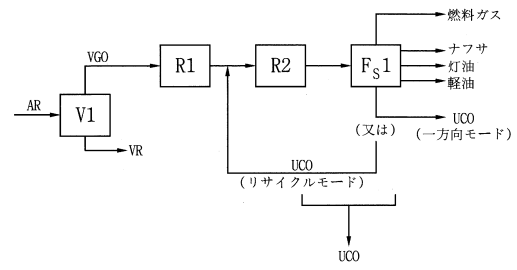 燃料ガス
VGO
R1
R2
F_S1
ナフサ
灯油
軽油
AR
V1
VR
(又は)
UCO
(一方向モード)
UCO
(リサイクルモード)
UCO